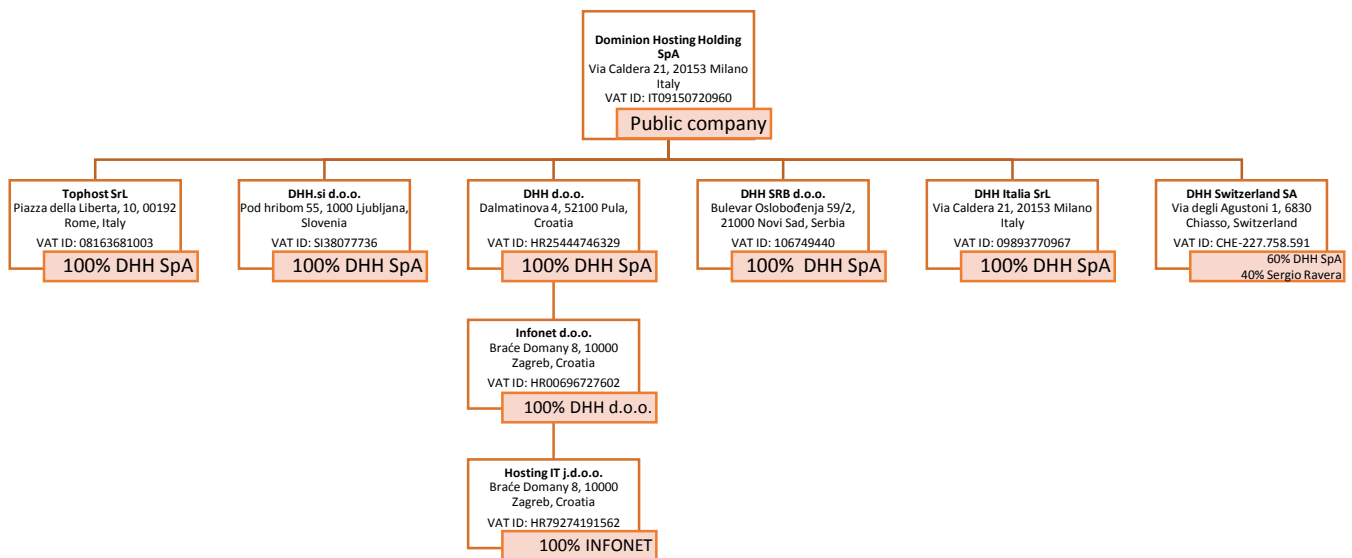 Dominion Hosting Holding
SpA
Via Caldera 21, 20153 Milano
Italy
VAT ID: IT09150720960
Public company
Tophost SrL
Piazza della Liberta, 10, 00192
Rome, Italy
VAT ID: 08163681003
100% DHH SpA
DHH.si d.o.o.
Pod hribom 55, 1000 Ljubljana,
Slovenia
VAT ID: SI38077736
100% DHH SpA
DHH d.o.o.
Dalmatinova 4, 52100 Pula,
Croatia
VAT ID: HR25444746329
100% DHH SpA
DHH SRB d.o.o.
Bulevar Oslobođenja 59/2,
21000 Novi Sad, Serbia
VAT ID: 106749440
100% DHH SpA
DHH Italia SrL
Via Caldera 21, 20153 Milano
Italy
VAT ID: 09893770967
100% DHH SpA
DHH Switzerland SA
Via degli Agustoni 1, 6830
Chiasso, Switzerland
VAT ID: CHE-227.758.591
60% DHH SpA
40% Sergio Ravera
Infonet d.o.o.
Braće Domany 8, 10000
Zagreb, Croatia
VAT ID: HR00696727602
100% DHH d.o.o.
Hosting IT j.d.o.o.
Braće Domany 8, 10000
Zagreb, Croatia
VAT ID: HR79274191562
100% INFONET